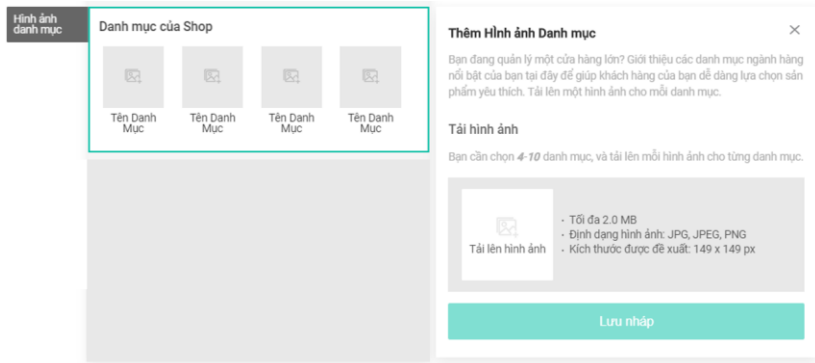 Hình ảnh
danh mục
Danh mục của Shop
Tên Danh
Mục
Tên Danh
Mục
Tên Danh
Mục
Tên Danh
Mục
Thêm HÌnh ảnh Danh mục
Bạn đang quản lý một cửa hàng lớn? Giới thiệu các danh mục ngành hàng
nổi bật của bạn tại đây để giúp khách hàng của bạn dễ dàng lựa chọn sản
phẩm yêu thích. Tải lên một hình ảnh cho mỗi danh mục.
Tải hình ảnh
Bạn cần chọn 4-10 danh mục, và tải lên mỗi hình ảnh cho từng danh mục.
Tải lên hình ảnh
· Tối đa 2.0 MB
· Định dạng hình ảnh: JPG, JPEG, PNG
· Kích thước được đề xuất: 149 x 149 px
Lưu nháp